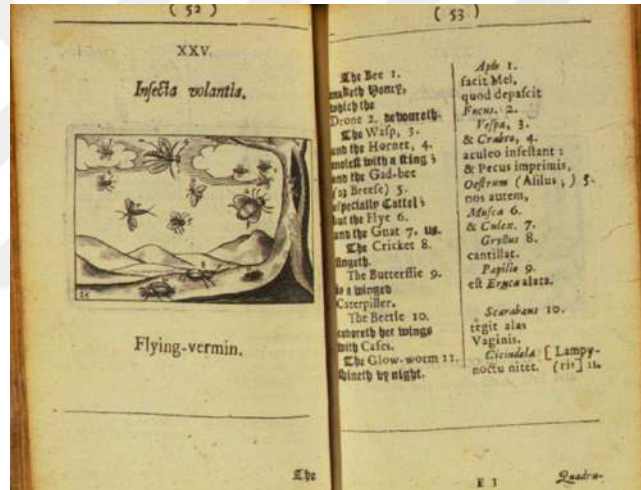 ( 52 )
XXV.
Insecta volantia.
Flying-vermin.
The
( 53 )
The Bee 1.
maketh Honey,
which the
Drone 2, devoureth.
The Wasp, 3.
and the Hornet, 4.
molest with a sting;
and the Gad-bee
(or Breese) 5.
especially Cattel;
but the Flye 6.
and the Gnat 7. us.
The Cricket 8.
singeth.
The Butterflie 9.
is a winged
Caterpiller.
The Beetle 10.
covereth her wings
with Cases.
The Glow-worm 11.
shineth by night.
Apis 1.
facit Mel,
quod depascit
Fucus. 2.
Vespa, 3.
& Crabro, 4.
aculeo infestant:
& Pecus imprimis,
Oestrum (Asilus;) 5.
nos autem,
Musca 6.
& Culex. 7.
Gryllus 8.
cantillat.
Papilio 9.
est Eruca alata.
Scarabæus 10.
tegit alas
Vaginis.
Cicindela [Lampy-
noctu nitet. (ris] 11.
E 3
Quadru-